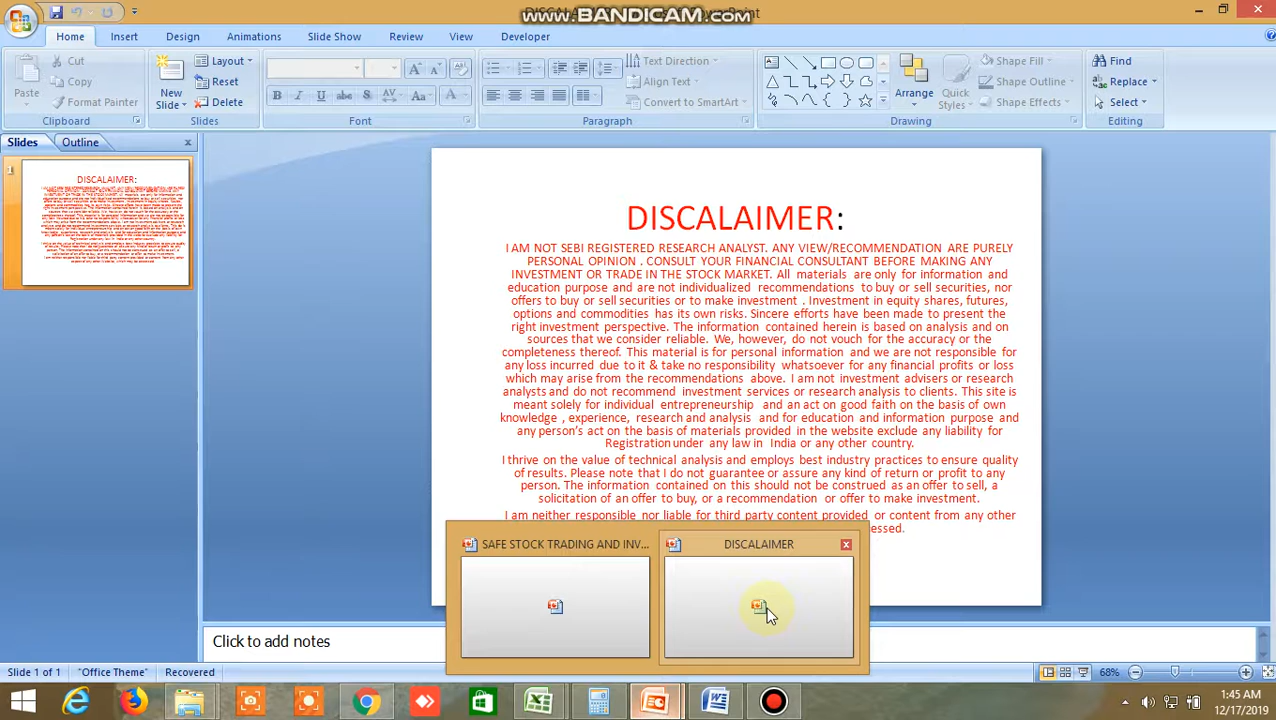 DISCALAIMER - Microsoft PowerPoint
www.BANDICAM.com
Home Insert Design Animations Slide Show Review View Developer
Paste
Cut
Copy
Format Painter
Clipboard
New Slide
Layout
Reset
Delete
Slides
B I U abc AV Aa A
Font
Text Direction
Align Text
Convert to SmartArt
Paragraph
Arrange
Quick Styles
Shape Fill
Shape Outline
Shape Effects
Drawing
Find
Replace
Select
Editing
Slides Outline
1
DISCALAIMER:
DISCALAIMER:
I AM NOT SEBI REGISTERED RESEARCH ANALYST. ANY VIEW/RECOMMENDATION ARE PURELY
PERSONAL OPINION . CONSULT YOUR FINANCIAL CONSULTANT BEFORE MAKING ANY
INVESTMENT OR TRADE IN THE STOCK MARKET. All materials are only for information and
education purpose and are not individualized recommendations to buy or sell securities, nor
offers to buy or sell securities or to make investment . Investment in equity shares, futures,
options and commodities has its own risks. Sincere efforts have been made to present the
right investment perspective. The information contained herein is based on analysis and on
sources that we consider reliable. We, however, do not vouch for the accuracy or the
completeness thereof. This material is for personal information and we are not responsible for
any loss incurred due to it & take no responsibility whatsoever for any financial profits or loss
which may arise from the recommendations above. I am not investment advisers or research
analysts and do not recommend investment services or research analysis to clients. This site is
meant solely for individual entrepreneurship and an act on good faith on the basis of own
knowledge , experience, research and analysis and for education and information purpose and
any person's act on the basis of materials provided in the website exclude any liability for
Registration under any law in India or any other country.
I thrive on the value of technical analysis and employs best industry practices to ensure quality
of results. Please note that I do not guarantee or assure any kind of return or profit to any
person. The information contained on this should not be construed as an offer to sell, a
solicitation of an offer to buy, or a recommendation or offer to make investment.
I am neither responsible nor liable for third party content provided or content from any other
essed.
SAFE STOCK TRADING AND INV...
DISCALAIMER
Click to add notes
Slide 1 of 1 "Office Theme" Recovered 68%
1:45 AM
12/17/2019